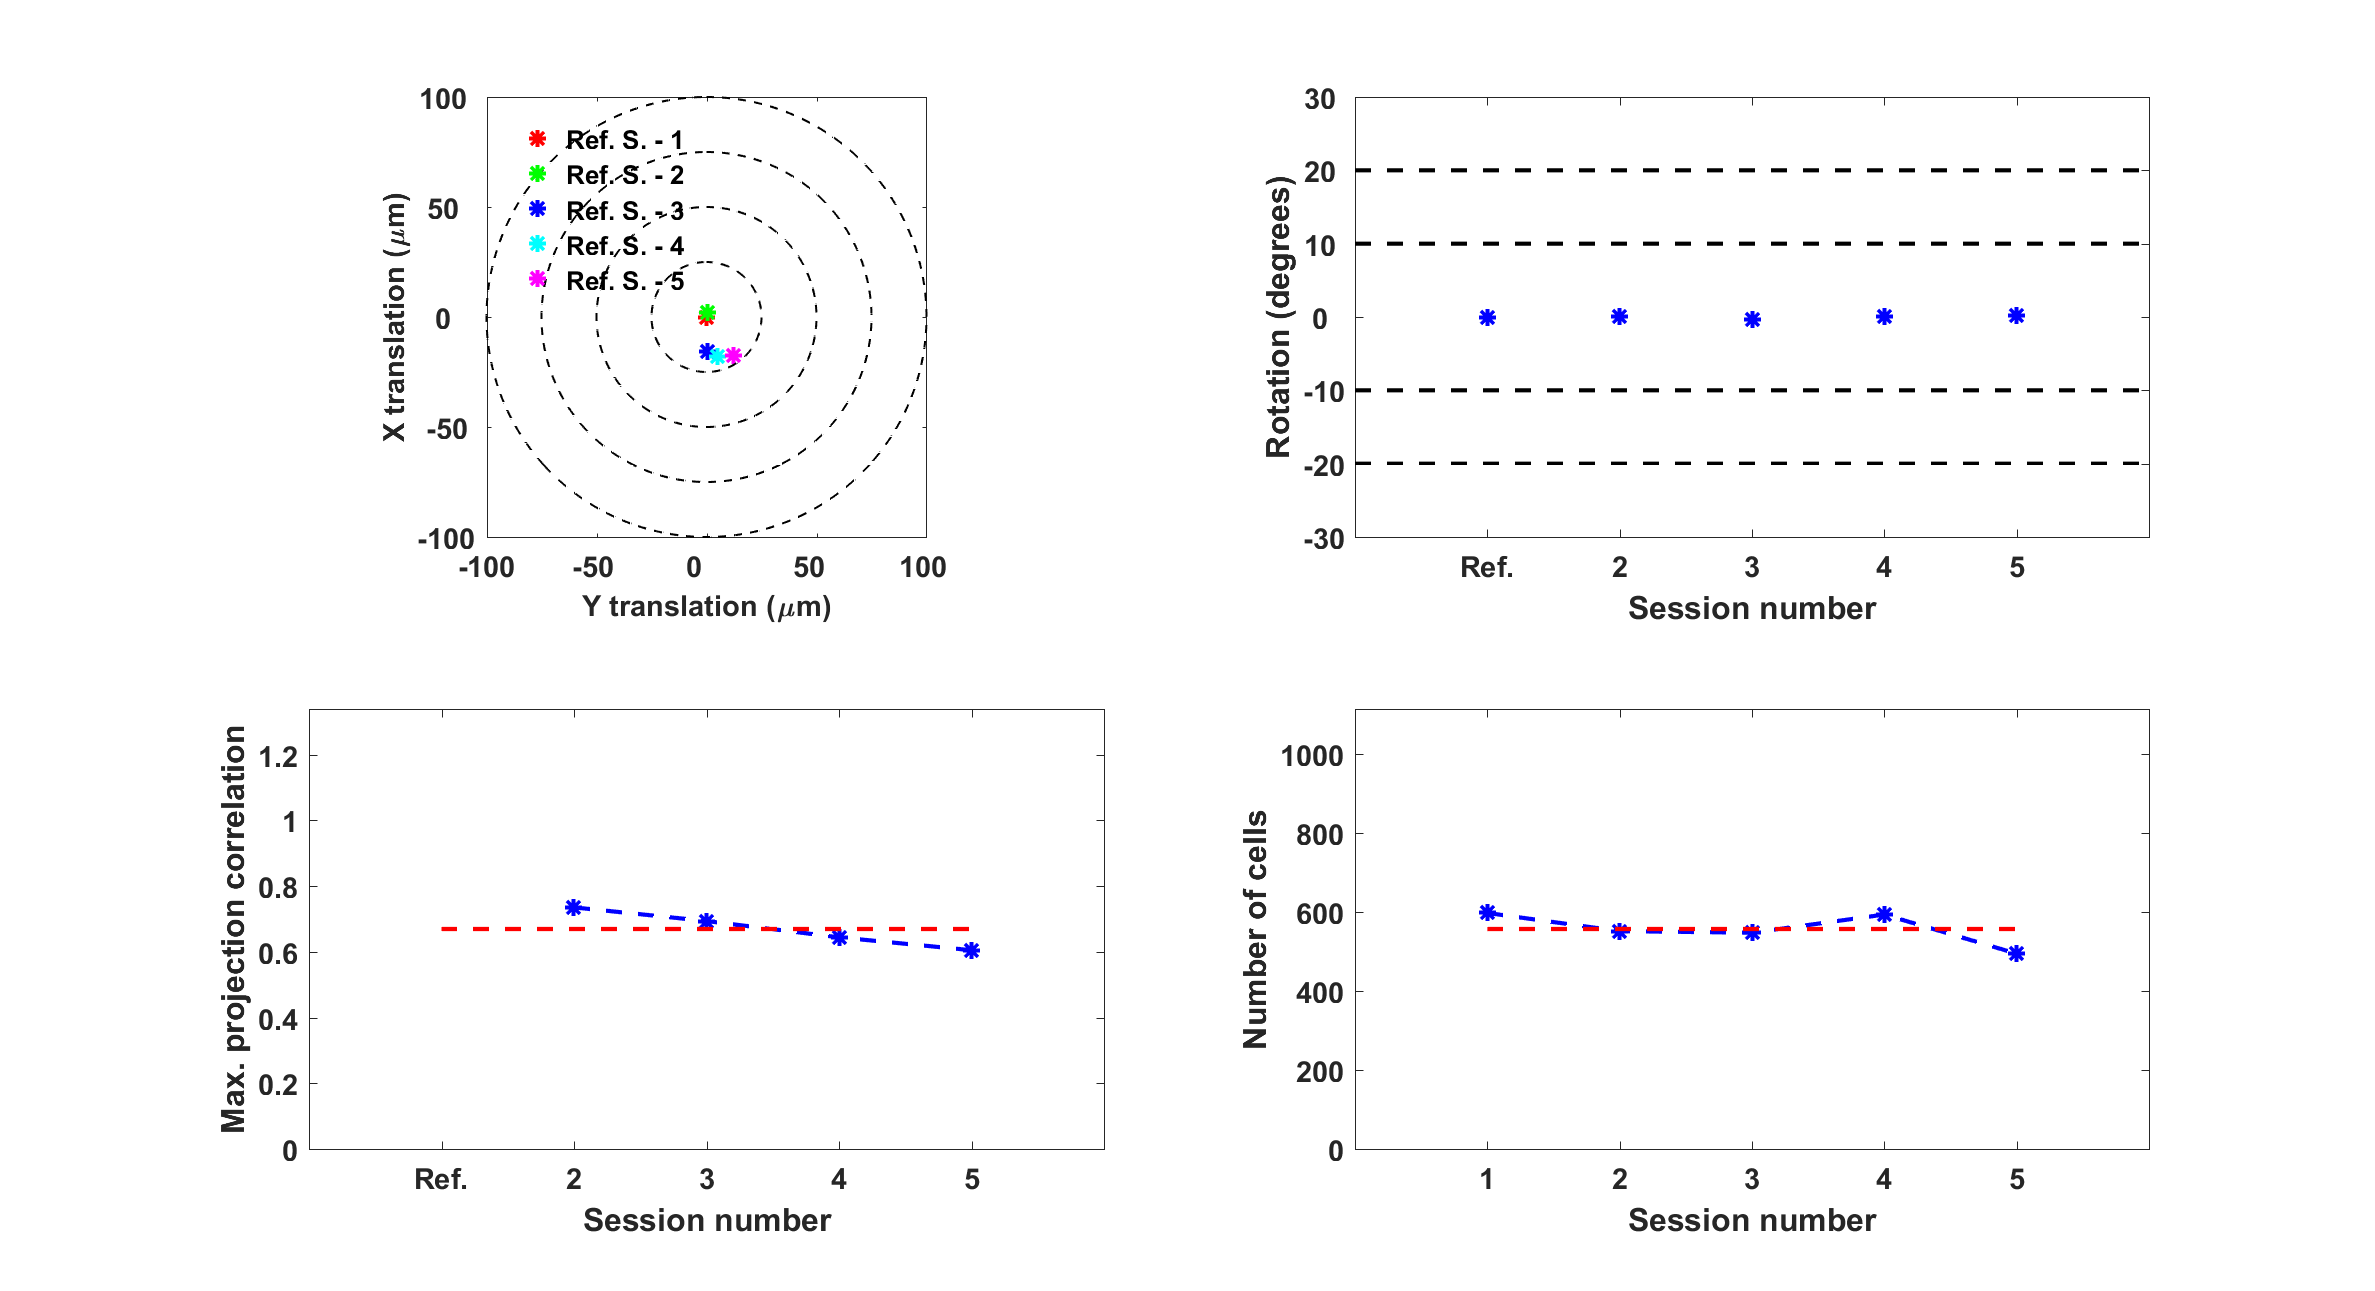 100
50
0
-50
-100
X translation (μm)
Ref. S. - 1
Ref. S. - 2
Ref. S. - 3
Ref. S. - 4
Ref. S. - 5
-100 -50 0 50 100
Y translation (μm)
30
20
10
0
-10
-20
-30
Rotation (degrees)
Ref. 2 3 4 5
Session number
1.2
1
0.8
0.6
0.4
0.2
0
Max. projection correlation
Ref. 2 3 4 5
Session number
1000
800
600
400
200
0
Number of cells
1 2 3 4 5
Session number